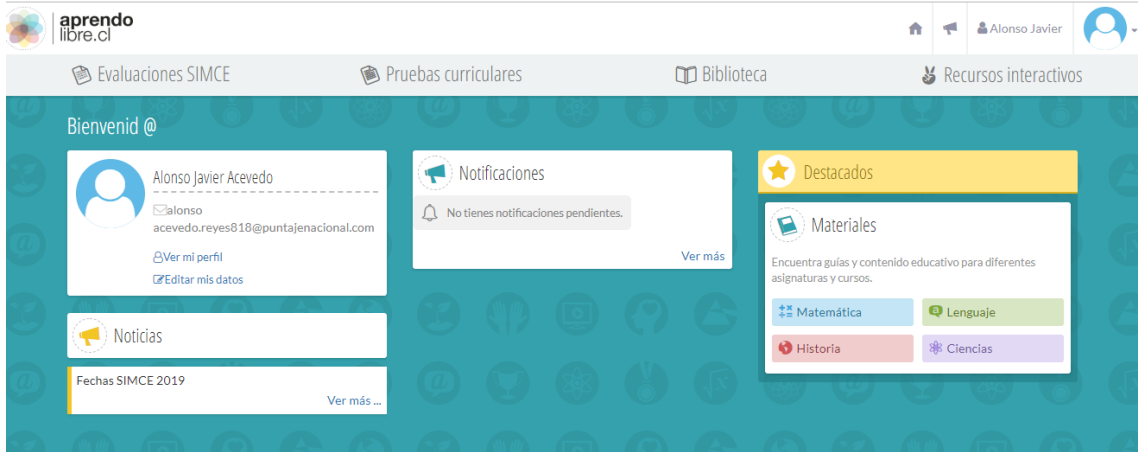 aprendo
libre.cl
Alonso Javier
Evaluaciones SIMCE
Pruebas curriculares
Biblioteca
Recursos interactivos
Bienvenid @
Alonso Javier Acevedo
alonso
acevedo.reyes818@puntajenacional.com
Ver mi perfil
Editar mis datos
Noticias
Fechas SIMCE 2019
Ver más ...
Notificaciones
No tienes notificaciones pendientes.
Ver más
Destacados
Materiales
Encuentra guías y contenido educativo para diferentes
asignaturas y cursos.
Matemática
Lenguaje
Historia
Ciencias